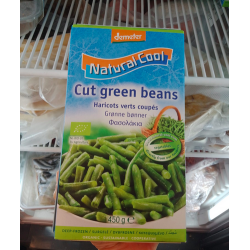 demeter
Natural Cool
Cut green beans
Haricots verts coupés
Grønne bønner
Φασολάκια
450 g e